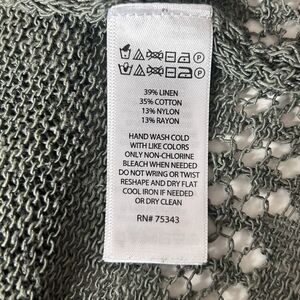 39% LINEN
35% COTTON
13% NYLON
13% RAYON
HAND WASH COLD
WITH LIKE COLORS
ONLY NON-CHLORINE
BLEACH WHEN NEEDED
DO NOT WRING OR TWIST
RESHAPE AND DRY FLAT
COOL IRON IF NEEDED
OR DRY CLEAN
RN# 75343